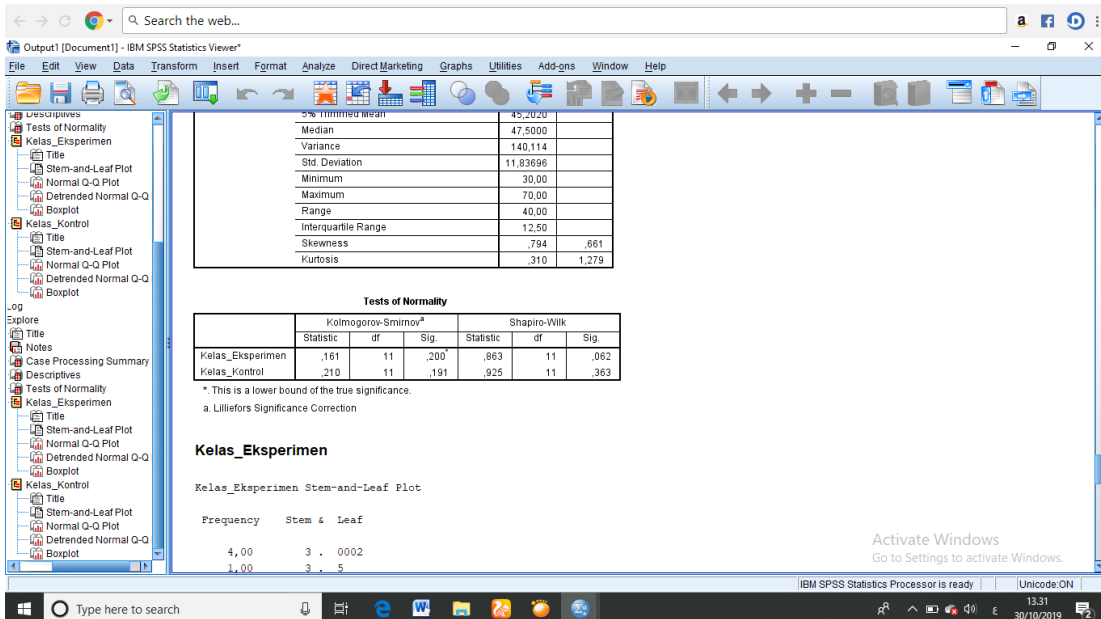 Search the web...
a
Output1 [Document1] - IBM SPSS Statistics Viewer*
File Edit View Data Transform Insert Format Analyze Direct Marketing Graphs Utilities Add-ons Window Help
Descriptives
Tests of Normality
Kelas_Eksperimen
Title
Stem-and-Leaf Plot
Normal Q-Q Plot
Detrended Normal Q-Q
Boxplot
Kelas_Kontrol
Title
Stem-and-Leaf Plot
Normal Q-Q Plot
Detrended Normal Q-Q
Boxplot
Log
Explore
Title
Notes
Case Processing Summary
Descriptives
Tests of Normality
Kelas_Eksperimen
Title
Stem-and-Leaf Plot
Normal Q-Q Plot
Detrended Normal Q-Q
Boxplot
Kelas_Kontrol
Title
Stem-and-Leaf Plot
Normal Q-Q Plot
Detrended Normal Q-Q
Boxplot
5% Trimmed Mean 45,2020
Median 47,5000
Variance 140,114
Std. Deviation 11,83696
Minimum 30,00
Maximum 70,00
Range 40,00
Interquartile Range 12,50
Skewness ,794 ,661
Kurtosis ,310 1,279
Tests of Normality
Kolmogorov-Smirnov^a Shapiro-Wilk
Statistic df Sig. Statistic df Sig.
Kelas_Eksperimen ,161 11 ,200* ,863 11 ,062
Kelas_Kontrol ,210 11 ,191 ,925 11 ,363
*. This is a lower bound of the true significance.
a. Lilliefors Significance Correction
Kelas_Eksperimen
Kelas_Eksperimen Stem-and-Leaf Plot
Frequency Stem & Leaf
4,00 3 . 0002
1,00 3 . 5
Activate Windows
Go to Settings to activate Windows.
IBM SPSS Statistics Processor is ready Unicode:ON
Type here to search
ع
13.31
30/10/2019